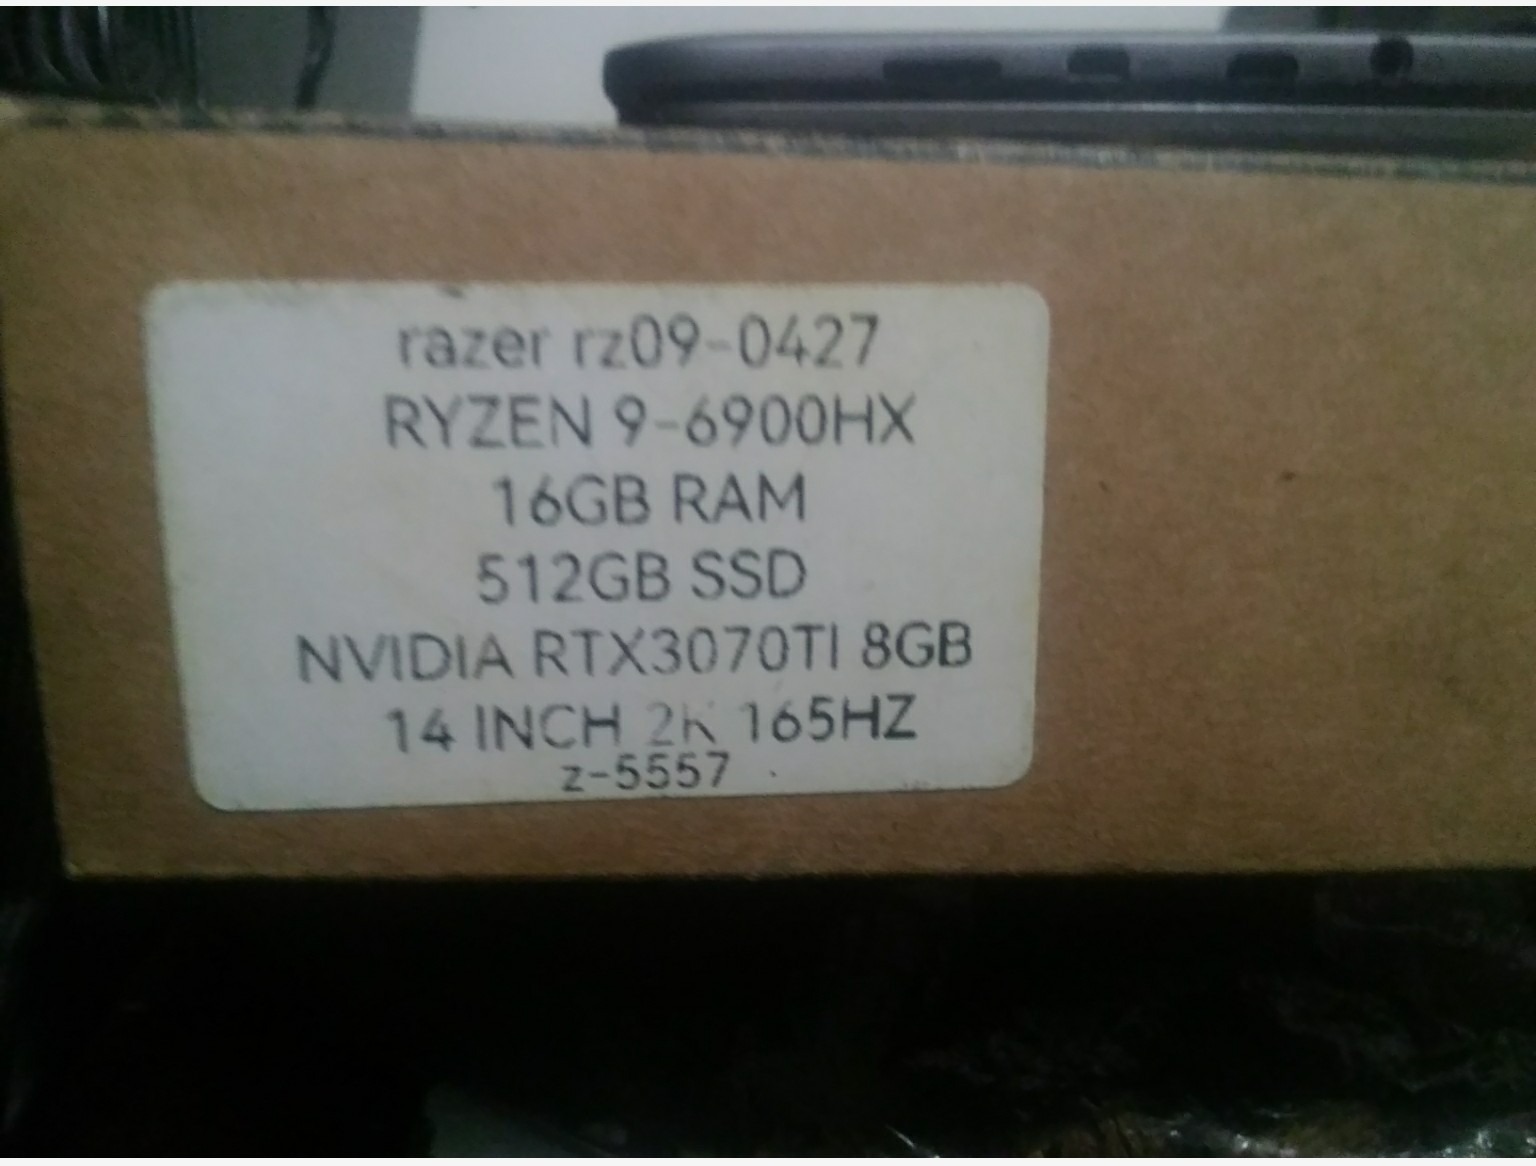 razer rz09-0427
RYZEN 9-6900HX
16GB RAM
512GB SSD
NVIDIA RTX3070TI 8GB
14 INCH 2K 165HZ
z-5557